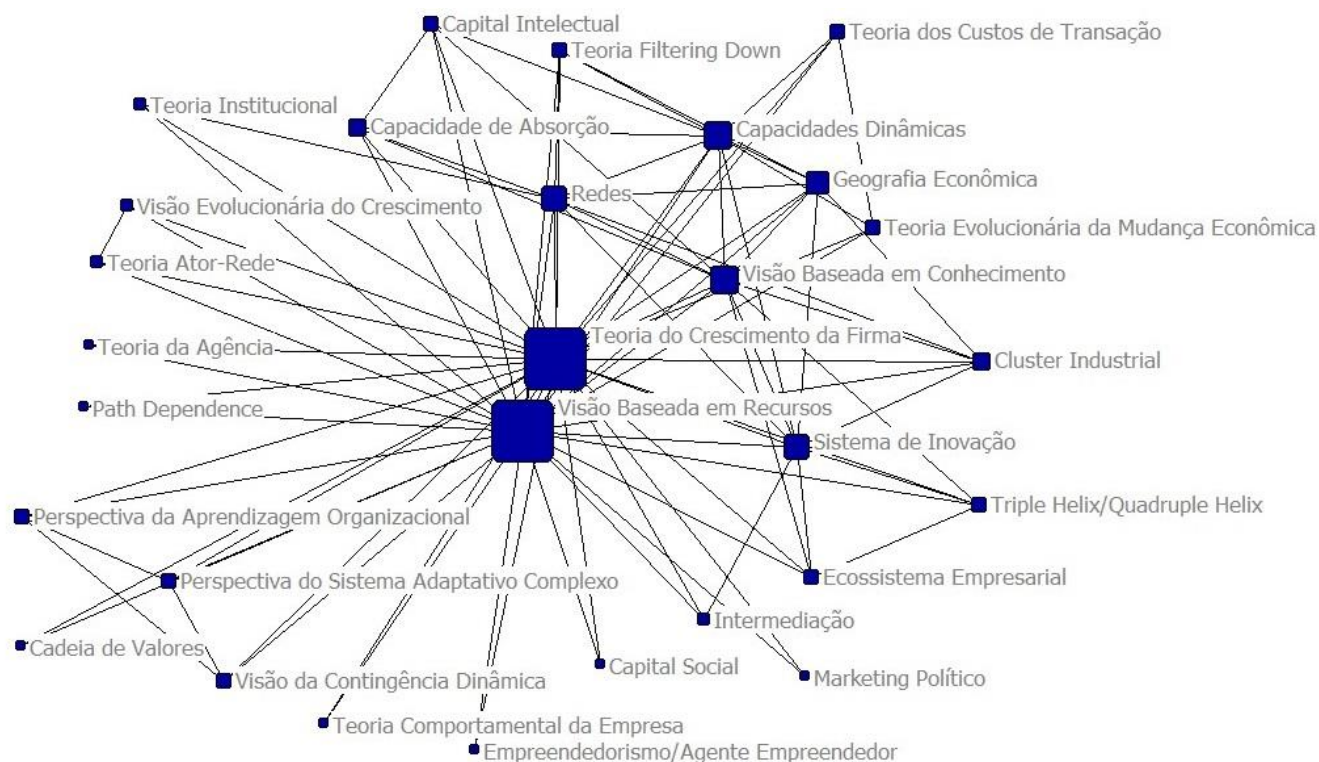 Capital Intelectual
Teoria dos Custos de Transação
Teoria Filtering Down
Teoria Institucional
Capacidade de Absorção
Capacidades Dinâmicas
Geografia Econômica
Redes
Visão Evolucionária do Crescimento
Teoria Evolucionária da Mudança Econômica
Teoria Ator-Rede
Visão Baseada em Conhecimento
Teoria do Crescimento da Firma
Teoria da Agência
Cluster Industrial
Path Dependence
Visão Baseada em Recursos
Sistema de Inovação
Triple Helix/Quadruple Helix
Perspectiva da Aprendizagem Organizacional
Perspectiva do Sistema Adaptativo Complexo
Ecossistema Empresarial
Intermediação
Cadeia de Valores
Capital Social
Marketing Político
Visão da Contingência Dinâmica
Teoria Comportamental da Empresa
Empreendedorismo/Agente Empreendedor